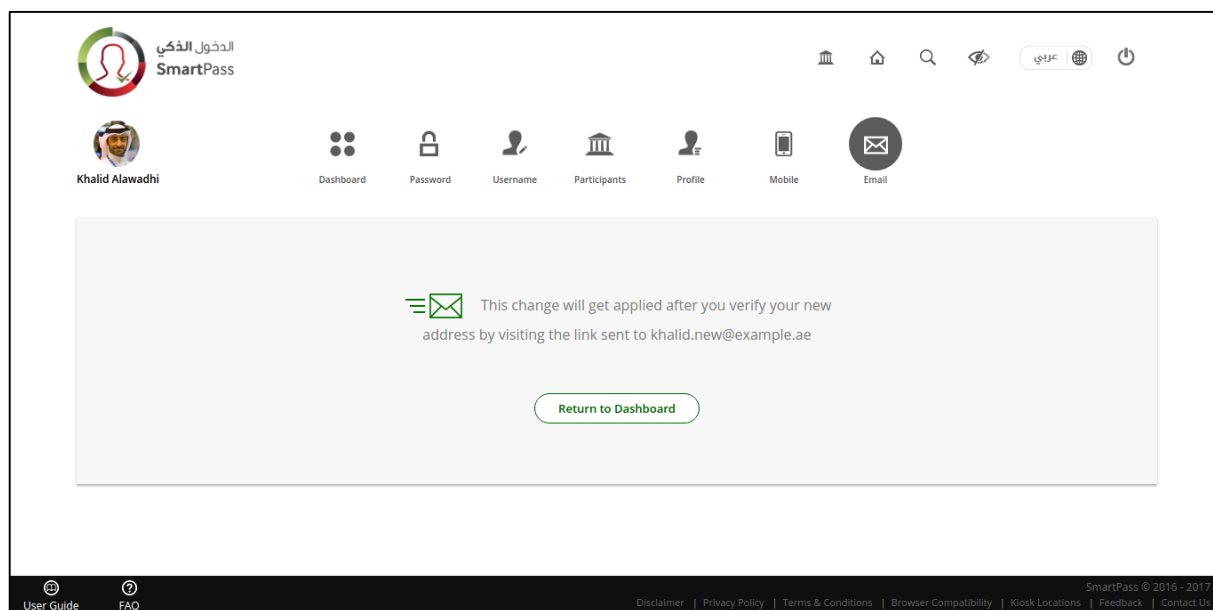 الدخول الذكي
SmartPass
عربي
Khalid Alawadhi
Dashboard
Password
Username
Participants
Profile
Mobile
Email
This change will get applied after you verify your new
address by visiting the link sent to khalid.new@example.ae
Return to Dashboard
User Guide
FAQ
SmartPass © 2016 - 2017
Disclaimer | Privacy Policy | Terms & Conditions | Browser Compatibility | Kiosk Locations | Feedback | Contact Us